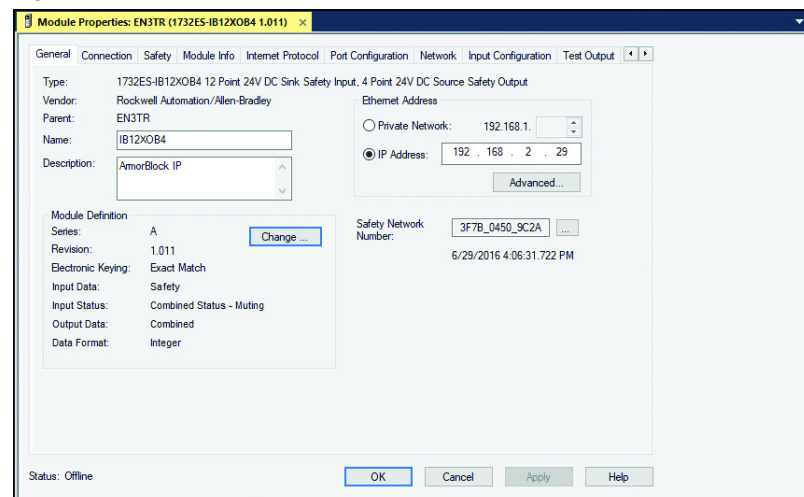 Module Properties: EN3TR (1732ES-IB12XOB4 1.011) ×
General Connection Safety Module Info Internet Protocol Port Configuration Network Input Configuration Test Output
Type: 1732ES-IB12XOB4 12 Point 24V DC Sink Safety Input, 4 Point 24V DC Source Safety Output
Vendor: Rockwell Automation/Allen-Bradley
Parent: EN3TR
Name: IB12XOB4
Description: ArmorBlock IP
Ethernet Address
Private Network: 192.168.1.
IP Address: 192 . 168 . 2 . 29
Advanced...
Module Definition
Series: A
Change ...
Revision: 1.011
Electronic Keying: Exact Match
Input Data: Safety
Input Status: Combined Status - Muting
Output Data: Combined
Data Format: Integer
Safety Network
Number:
3F7B_0450_9C2A ...
6/29/2016 4:06:31.722 PM
Status: Offline
OK Cancel Apply Help